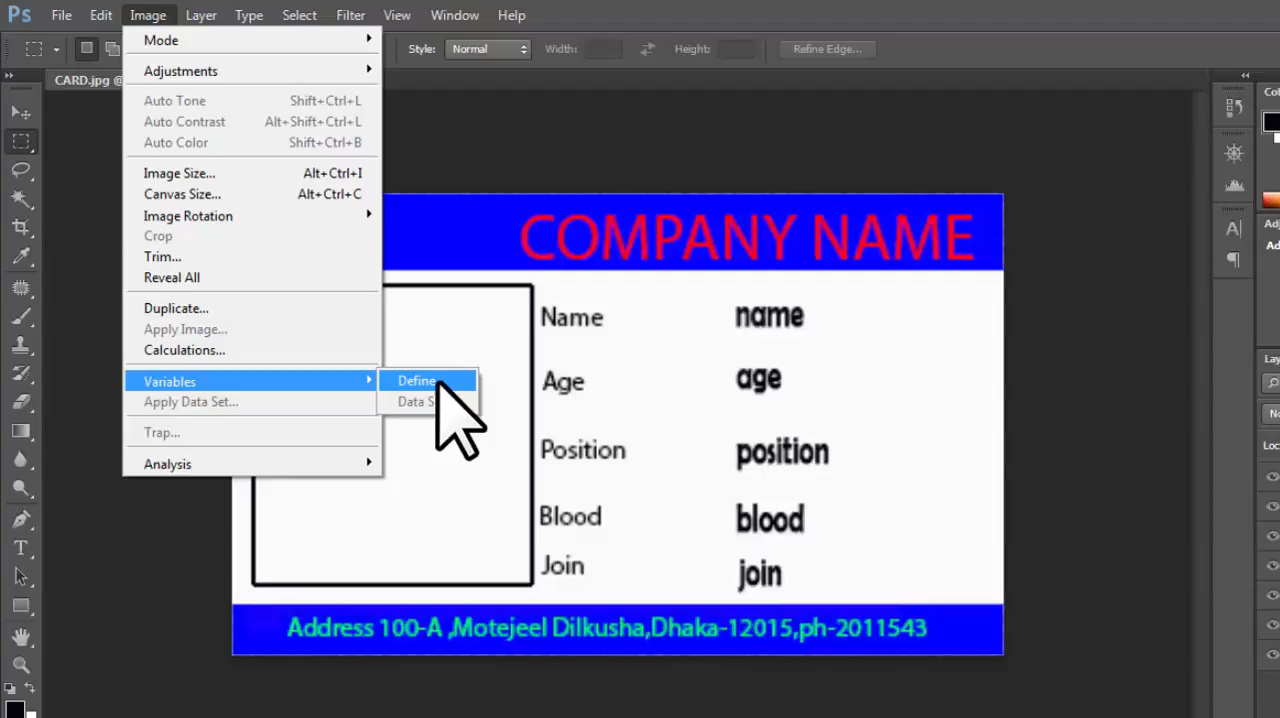 Ps File Edit Image Layer Type Select Filter View Window Help
Style: Normal Width: Height: Refine Edge...
CARD.jpg @
Mode
Adjustments
Auto Tone Shift+Ctrl+L
Auto Contrast Alt+Shift+Ctrl+L
Auto Color Shift+Ctrl+B
Image Size... Alt+Ctrl+I
Canvas Size... Alt+Ctrl+C
Image Rotation
Crop
Trim...
Reveal All
Duplicate...
Apply Image...
Calculations...
Variables
Apply Data Set...
Trap...
Analysis
Define
Data S
COMPANY NAME
Name name
Age age
Position position
Blood blood
Join join
Address 100-A ,Motejeel Dilkusha,Dhaka-12015,ph-2011543